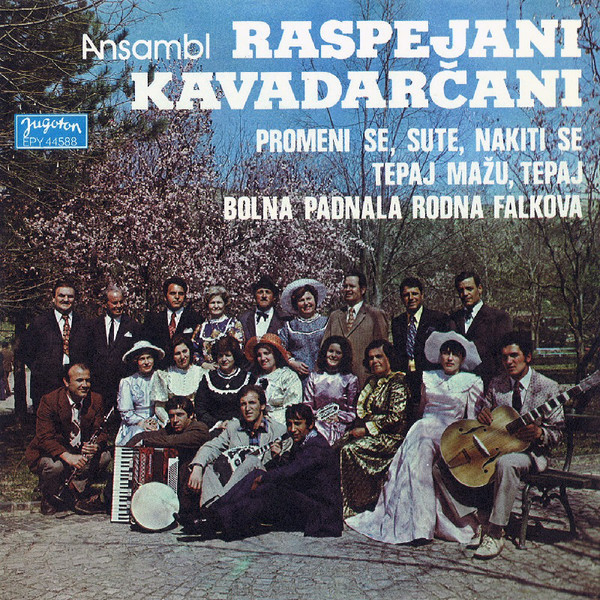 Ansambl RASPEJANI
KAVADARČANI
Jugoton
EPY 44588
PROMENI SE, SUTE, NAKITI SE
TEPAJ MAŽU, TEPAJ
BOLNA PADNALA RODNA FALKOVA